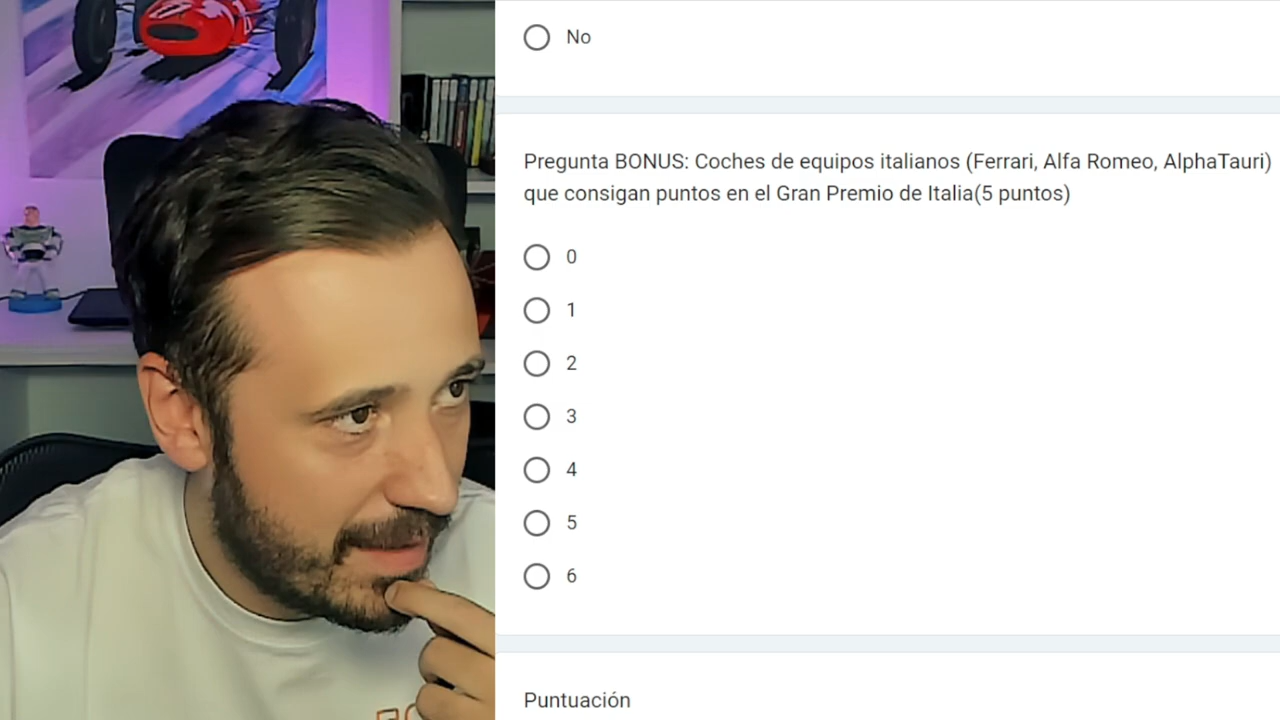 No
Pregunta BONUS: Coches de equipos italianos (Ferrari, Alfa Romeo, AlphaTauri)
que consigan puntos en el Gran Premio de Italia(5 puntos)
0
1
2
3
4
5
6
Puntuación